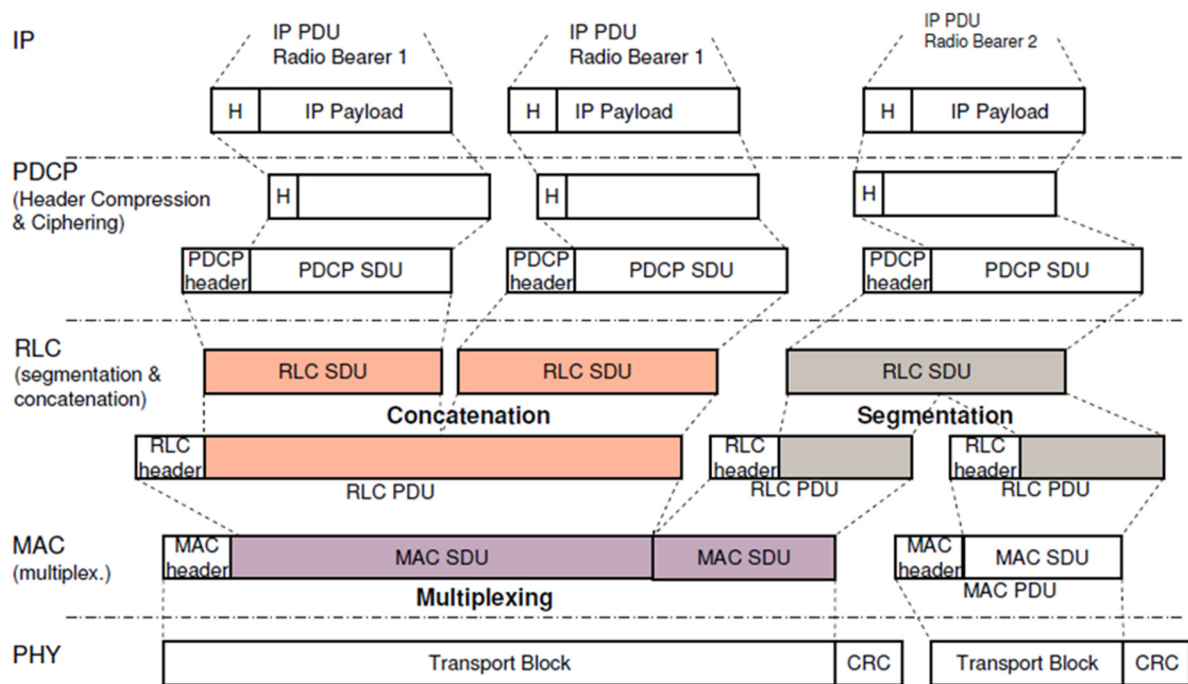 IP
IP PDU
Radio Bearer 1
IP PDU
Radio Bearer 1
IP PDU
Radio Bearer 2
H
IP Payload
H
IP Payload
H
IP Payload
PDCP
(Header Compression
& Ciphering)
H
H
H
PDCP
header
PDCP SDU
PDCP
header
PDCP SDU
PDCP
header
PDCP SDU
RLC
(segmentation &
concatenation)
RLC SDU
RLC SDU
RLC SDU
Concatenation
Segmentation
RLC
header
RLC PDU
RLC
header
RLC PDU
RLC
header
RLC PDU
MAC
(multiplex.)
MAC
header
MAC SDU
MAC SDU
Multiplexing
MAC
header
MAC SDU
MAC PDU
PHY
Transport Block
CRC
Transport Block
CRC